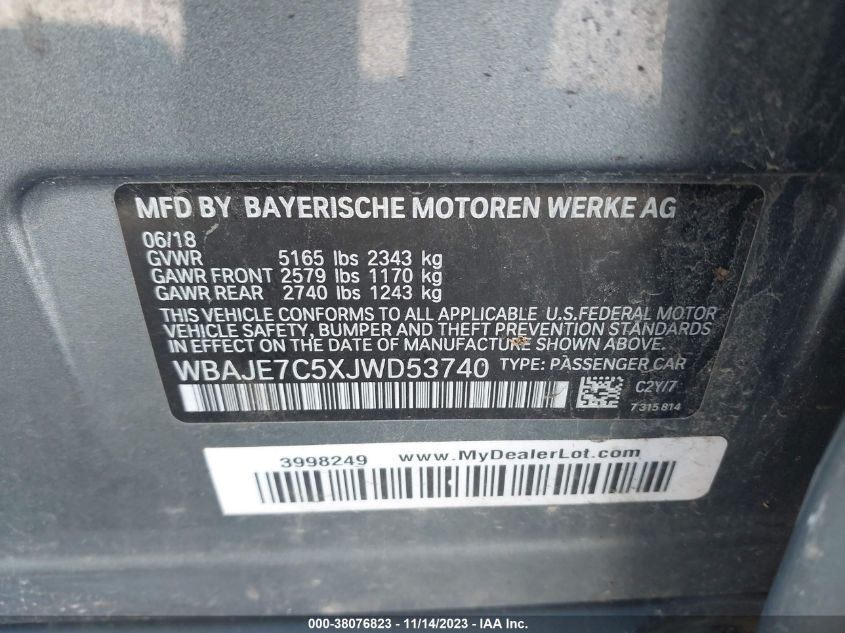 MFD BY BAYERISCHE MOTOREN WERKE AG
06/18
GVWR 5165 lbs 2343 kg
GAWR FRONT 2579 lbs 1170 kg
GAWR REAR 2740 lbs 1243 kg
THIS VEHICLE CONFORMS TO ALL APPLICABLE U.S.FEDERAL MOTOR
VEHICLE SAFETY, BUMPER AND THEFT PREVENTION STANDARDS
IN EFFECT ON THE DATE OF MANUFACTURE SHOWN ABOVE.
WBAJE7C5XJWD53740 TYPE: PASSENGER CAR
C2Y/7
7 315 814
3998249 www.MyDealerLot.com
000-38076823 - 11/14/2023 - IAA Inc.